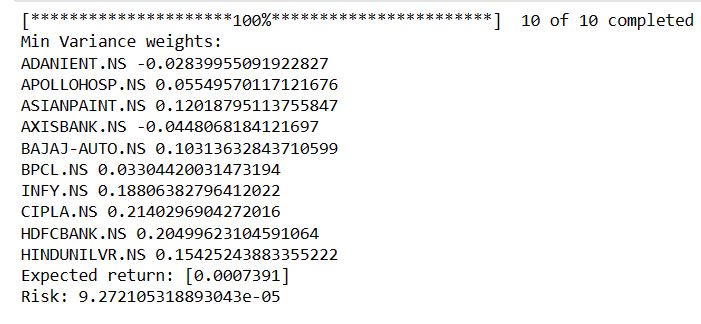 [*********************100%***********************]  10 of 10 completed
Min Variance weights:
ADANIENT.NS -0.02839955091922827
APOLLOHOSP.NS 0.05549570117121676
ASIANPAINT.NS 0.12018795113755847
AXISBANK.NS -0.0448068184121697
BAJAJ-AUTO.NS 0.10313632843710599
BPCL.NS 0.03304420031473194
INFY.NS 0.18806382796412022
CIPLA.NS 0.2140296904272016
HDFCBANK.NS 0.20499623104591064
HINDUNILVR.NS 0.15425243883355222
Expected return: [0.0007391]
Risk: 9.272105318893043e-05